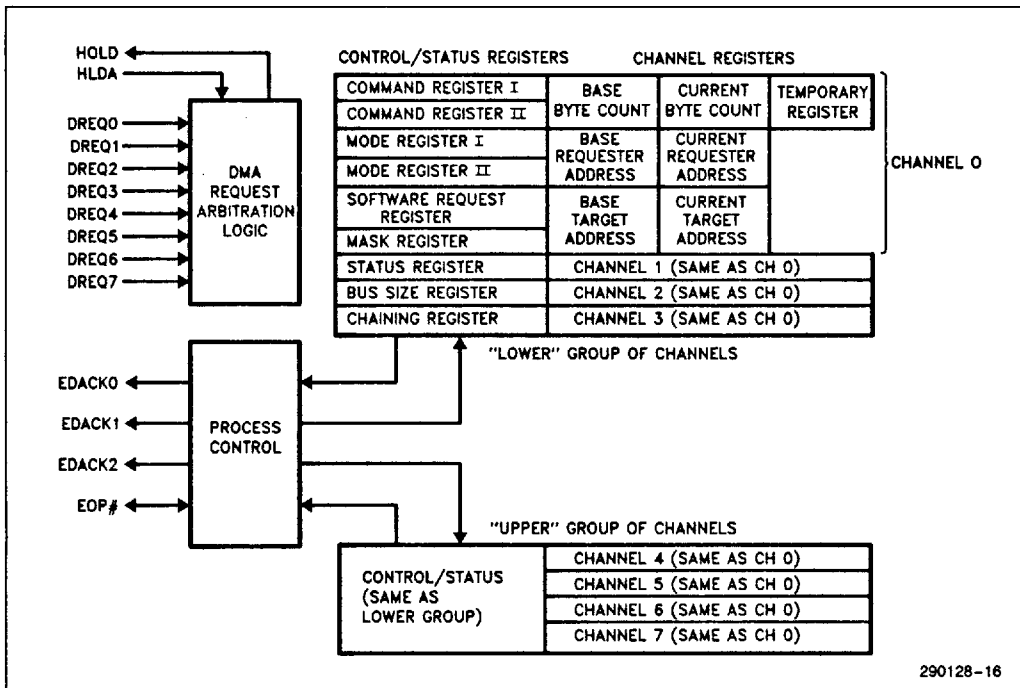 HOLD
HLDA
DREQ0
DREQ1
DREQ2
DREQ3
DREQ4
DREQ5
DREQ6
DREQ7
DMA
REQUEST
ARBITRATION
LOGIC
CONTROL/STATUS REGISTERS
CHANNEL REGISTERS
COMMAND REGISTER I
COMMAND REGISTER II
MODE REGISTER I
MODE REGISTER II
SOFTWARE REQUEST
REGISTER
MASK REGISTER
STATUS REGISTER
BUS SIZE REGISTER
CHAINING REGISTER
BASE
BYTE COUNT
CURRENT
BYTE COUNT
TEMPORARY
REGISTER
BASE
REQUESTER
ADDRESS
CURRENT
REQUESTER
ADDRESS
BASE
TARGET
ADDRESS
CURRENT
TARGET
ADDRESS
CHANNEL 0
CHANNEL 1 (SAME AS CH 0)
CHANNEL 2 (SAME AS CH 0)
CHANNEL 3 (SAME AS CH 0)
"LOWER" GROUP OF CHANNELS
EDACK0
EDACK1
EDACK2
EOP#
PROCESS
CONTROL
"UPPER" GROUP OF CHANNELS
CONTROL/STATUS
(SAME AS
LOWER GROUP)
CHANNEL 4 (SAME AS CH 0)
CHANNEL 5 (SAME AS CH 0)
CHANNEL 6 (SAME AS CH 0)
CHANNEL 7 (SAME AS CH 0)
290128-16